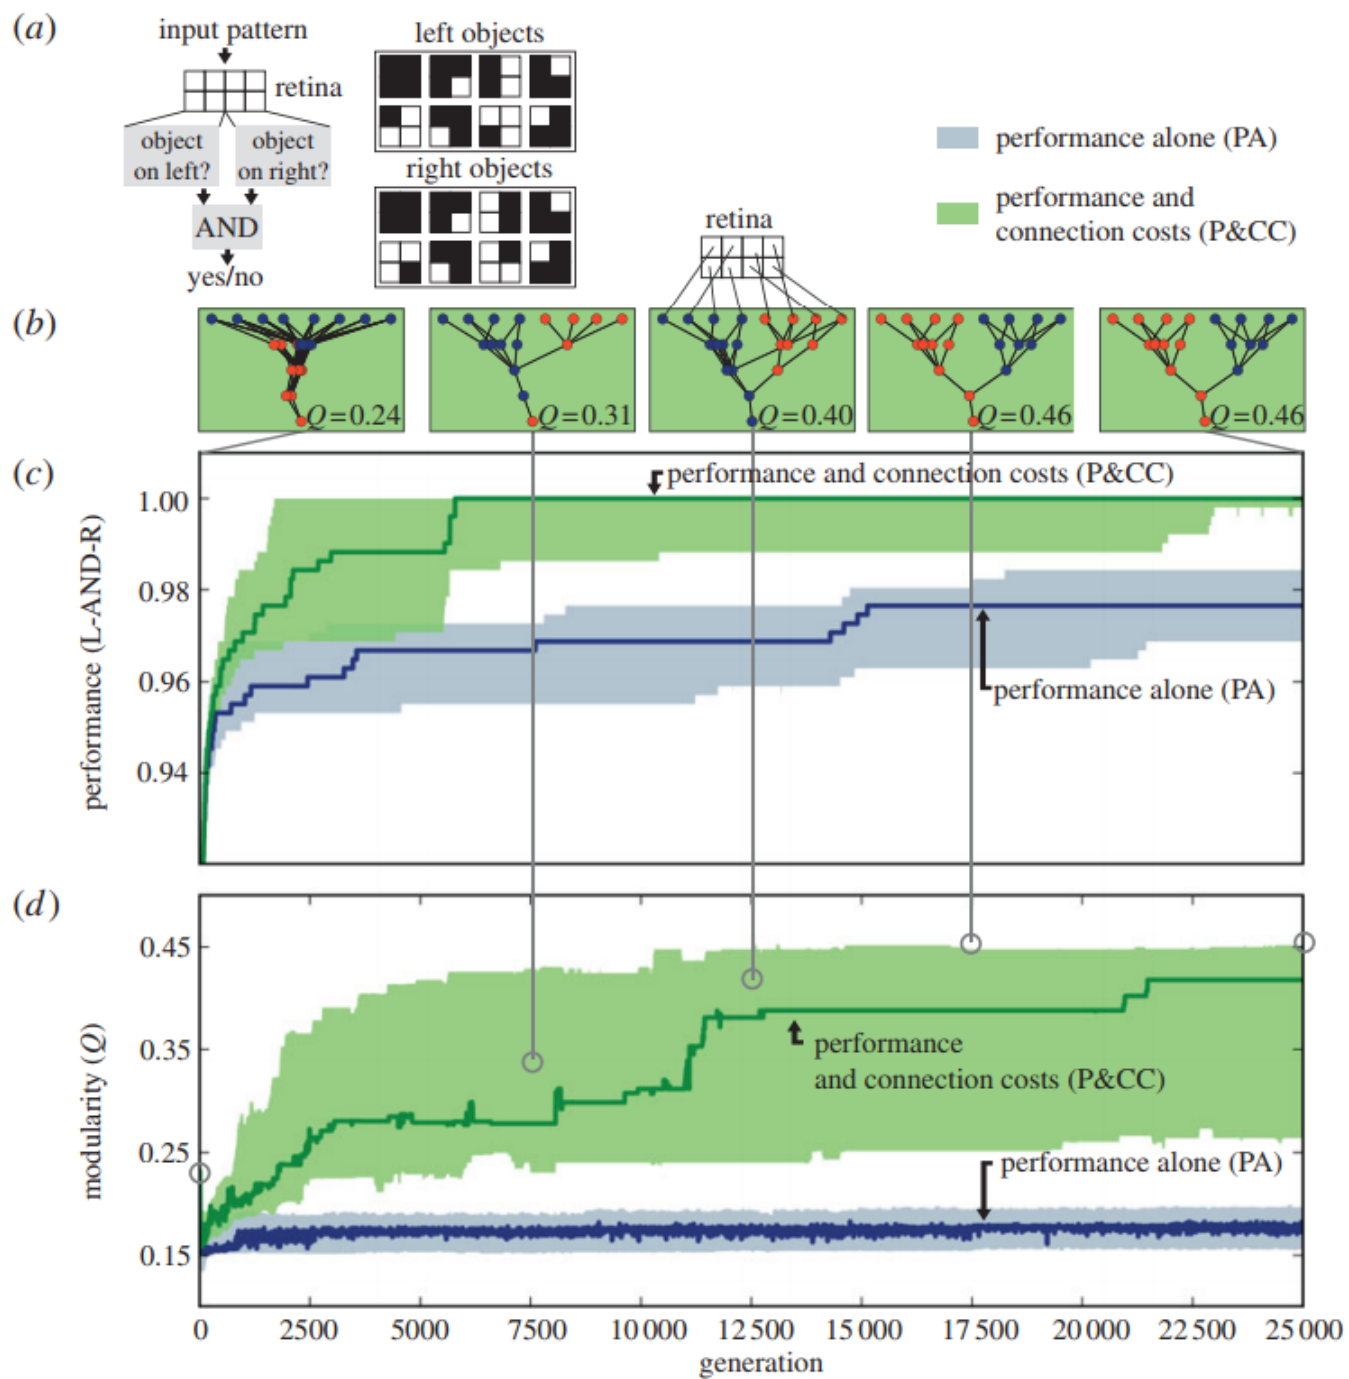 (a)
input pattern
retina
object
on left?
object
on right?
AND
yes/no
left objects
right objects
performance alone (PA)
performance and
connection costs (P&CC)
retina
(b)
Q=0.24
Q=0.31
Q=0.40
Q=0.46
Q=0.46
(c)
performance and connection costs (P&CC)
performance (L-AND-R)
1.00
0.98
0.96
0.94
performance alone (PA)
(d)
modularity (Q)
0.45
0.35
0.25
0.15
performance
and connection costs (P&CC)
performance alone (PA)
0 2500 5000 7500 10 000 12 500 15 000 17 500 20 000 22 500 25 000
generation